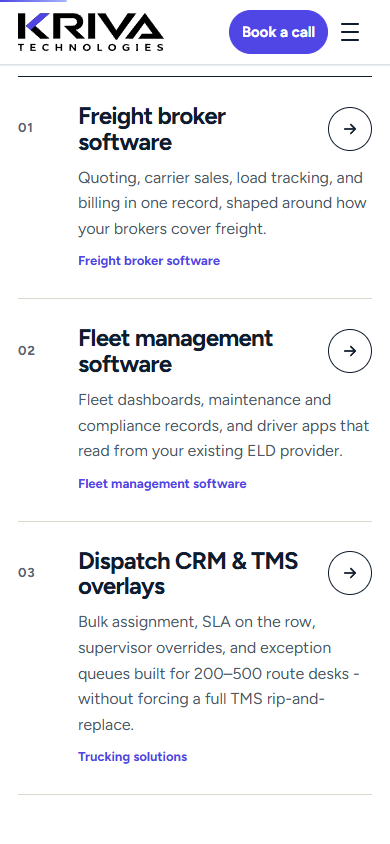 KRIVA
TECHNOLOGIES
Book a call
01
Freight broker
software
Quoting, carrier sales, load tracking, and
billing in one record, shaped around how
your brokers cover freight.
Freight broker software
02
Fleet management
software
Fleet dashboards, maintenance and
compliance records, and driver apps that
read from your existing ELD provider.
Fleet management software
03
Dispatch CRM & TMS
overlays
Bulk assignment, SLA on the row,
supervisor overrides, and exception
queues built for 200–500 route desks -
without forcing a full TMS rip-and-
replace.
Trucking solutions